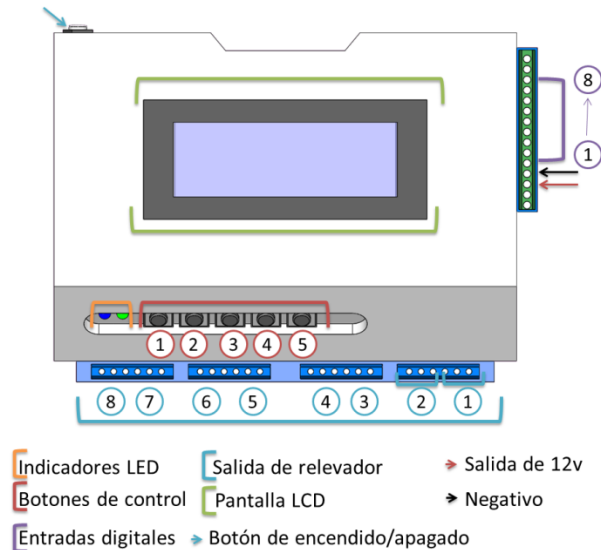 8
1
1 2 3 4 5
8 7 6 5 4 3 2 1
Indicadores LED Salida de relevador Salida de 12v
Botones de control Pantalla LCD Negativo
Entradas digitales Botón de encendido/apagado